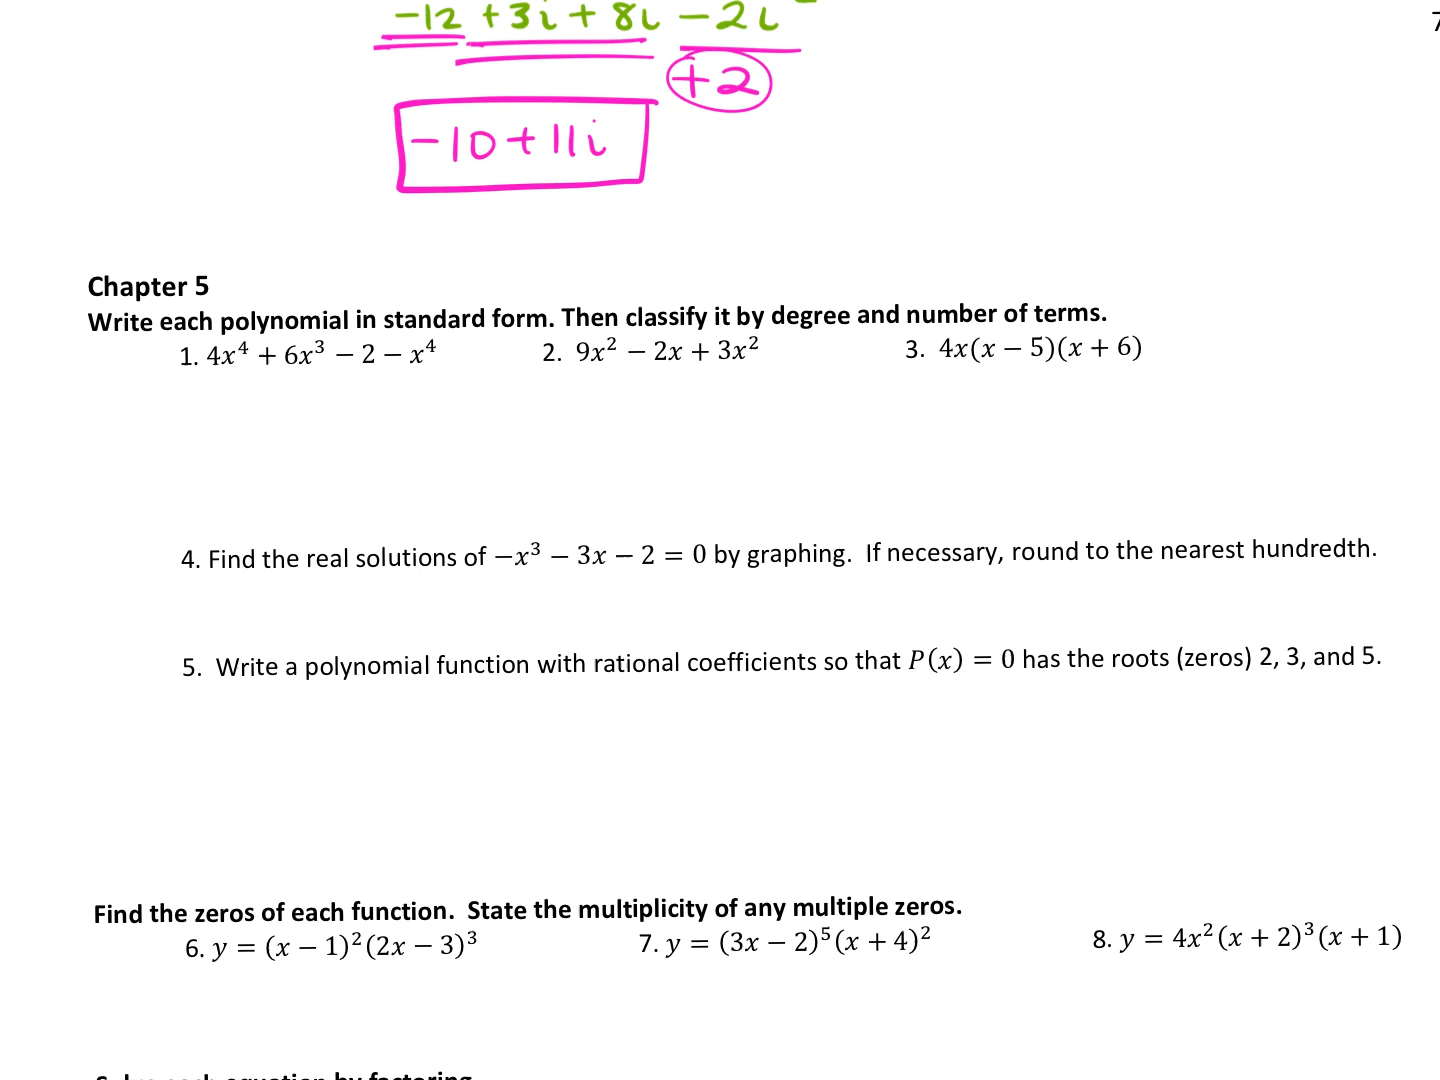 -12 +3i + 8i -2i
+2
-10 + 11i
Chapter 5
Write each polynomial in standard form. Then classify it by degree and number of terms.
1. 4x⁴ + 6x³ − 2 − x⁴ 2. 9x² − 2x + 3x² 3. 4x(x − 5)(x + 6)
4. Find the real solutions of −x³ − 3x − 2 = 0 by graphing. If necessary, round to the nearest hundredth.
5. Write a polynomial function with rational coefficients so that P(x) = 0 has the roots (zeros) 2, 3, and 5.
Find the zeros of each function. State the multiplicity of any multiple zeros.
6. y = (x − 1)²(2x − 3)³ 7. y = (3x − 2)⁵(x + 4)² 8. y = 4x²(x + 2)³(x + 1)
Solve each equation by factoring